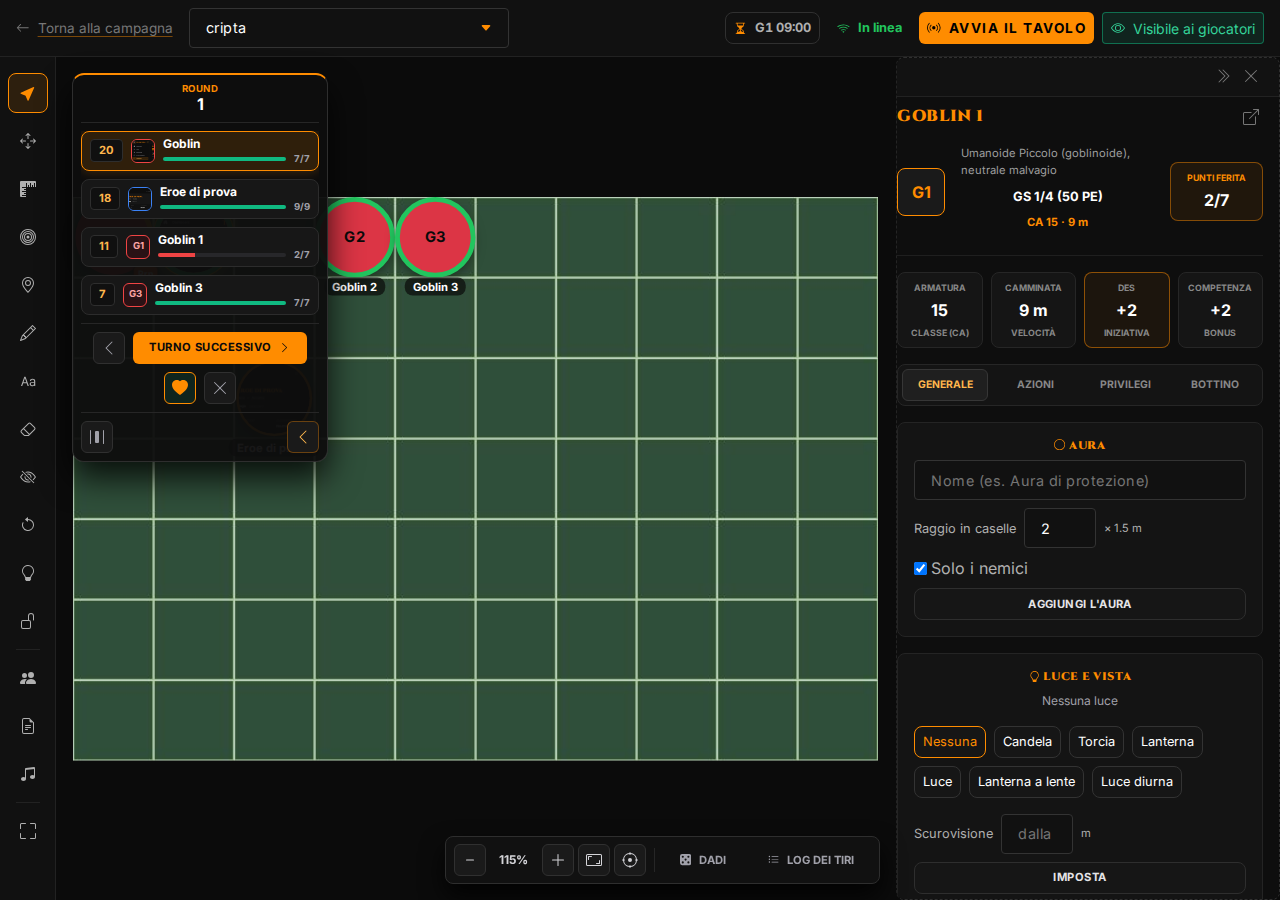 Torna alla campagna
cripta
G1 09:00
In linea
AVVIA IL TAVOLO
Visibile ai giocatori
ROUND
1
20
Goblin
7/7
18
Eroe di prova
9/9
11
G1
Goblin 1
2/7
7
G3
Goblin 3
7/7
TURNO SUCCESSIVO
G2
Goblin 2
G3
Goblin 3
Aa
115%
DADI
LOG DEI TIRI
GOBLIN 1
G1
Umanoide Piccolo (goblinoide),
neutrale malvagio
GS 1/4 (50 PE)
CA 15 · 9 m
PUNTI FERITA
2/7
ARMATURA
15
CLASSE (CA)
CAMMINATA
9 m
VELOCITÀ
DES
+2
INIZIATIVA
COMPETENZA
+2
BONUS
GENERALE
AZIONI
PRIVILEGI
BOTTINO
AURA
Nome (es. Aura di protezione)
Raggio in caselle
2
× 1.5 m
Solo i nemici
AGGIUNGI L'AURA
LUCE E VISTA
Nessuna luce
Nessuna
Candela
Torcia
Lanterna
Luce
Lanterna a lente
Luce diurna
Scurovisione
dalla
m
IMPOSTA